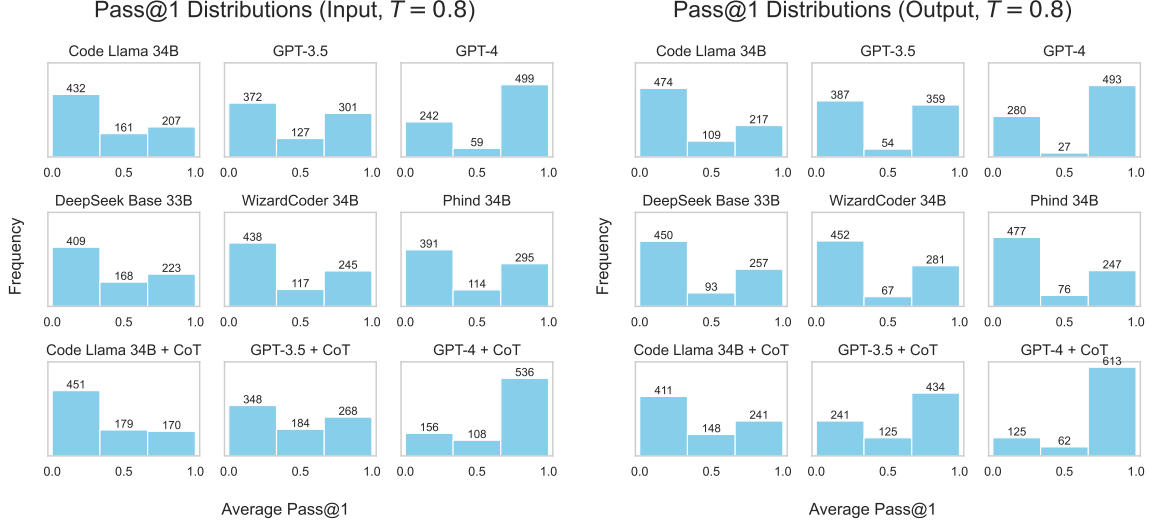 Pass@1 Distributions (Input, T = 0.8)
Code Llama 34B GPT-3.5 GPT-4
432 161 207 372 127 301 242 59 499
0.0 0.5 1.0 0.0 0.5 1.0 0.0 0.5 1.0
DeepSeek Base 33B WizardCoder 34B Phind 34B
409 168 223 438 117 245 391 114 295
0.0 0.5 1.0 0.0 0.5 1.0 0.0 0.5 1.0
Code Llama 34B + CoT GPT-3.5 + CoT GPT-4 + CoT
451 179 170 348 184 268 156 108 536
0.0 0.5 1.0 0.0 0.5 1.0 0.0 0.5 1.0
Frequency
Average Pass@1
Pass@1 Distributions (Output, T = 0.8)
Code Llama 34B GPT-3.5 GPT-4
474 109 217 387 54 359 280 27 493
0.0 0.5 1.0 0.0 0.5 1.0 0.0 0.5 1.0
DeepSeek Base 33B WizardCoder 34B Phind 34B
450 93 257 452 67 281 477 76 247
0.0 0.5 1.0 0.0 0.5 1.0 0.0 0.5 1.0
Code Llama 34B + CoT GPT-3.5 + CoT GPT-4 + CoT
411 148 241 241 125 434 125 62 613
0.0 0.5 1.0 0.0 0.5 1.0 0.0 0.5 1.0
Frequency
Average Pass@1